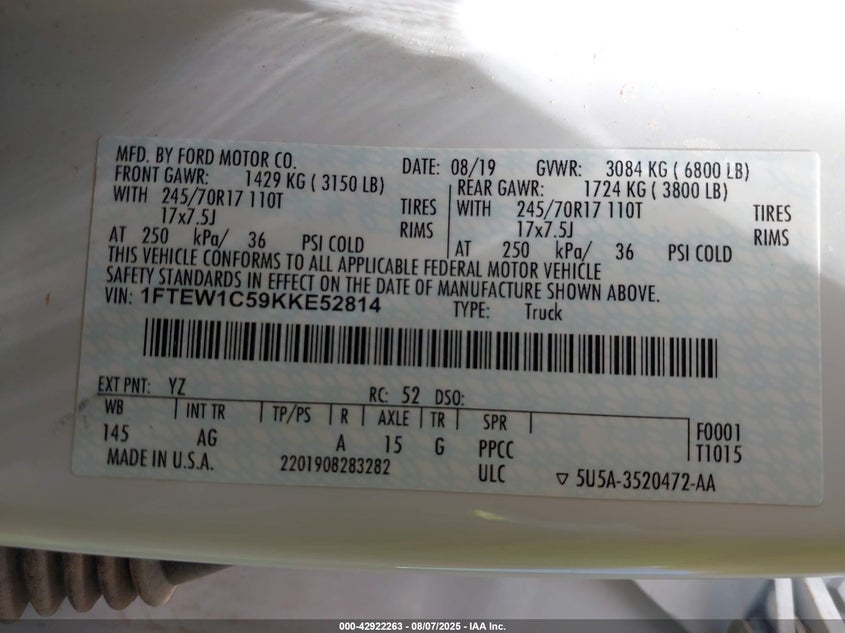 MFD. BY FORD MOTOR CO. DATE: 08/19 GVWR: 3084 KG ( 6800 LB)
FRONT GAWR: 1429 KG ( 3150 LB) REAR GAWR: 1724 KG ( 3800 LB)
WITH 245/70R17 110T TIRES WITH 245/70R17 110T TIRES
17x7.5J RIMS 17x7.5J RIMS
AT 250 kPa/ 36 PSI COLD AT 250 kPa/ 36 PSI COLD
THIS VEHICLE CONFORMS TO ALL APPLICABLE FEDERAL MOTOR VEHICLE
SAFETY STANDARDS IN EFFECT ON THE DATE OF MANUFACTURE SHOWN ABOVE.
VIN: 1FTEW1C59KKE52814 TYPE: Truck
EXT PNT: YZ RC: 52 DSO:
WB INT TR TP/PS R AXLE TR SPR F0001
145 AG A 15 G PPCC T1015
MADE IN U.S.A. 2201908283282 ULC ▽ 5U5A-3520472-AA
000-42922263 - 08/07/2025 - IAA Inc.